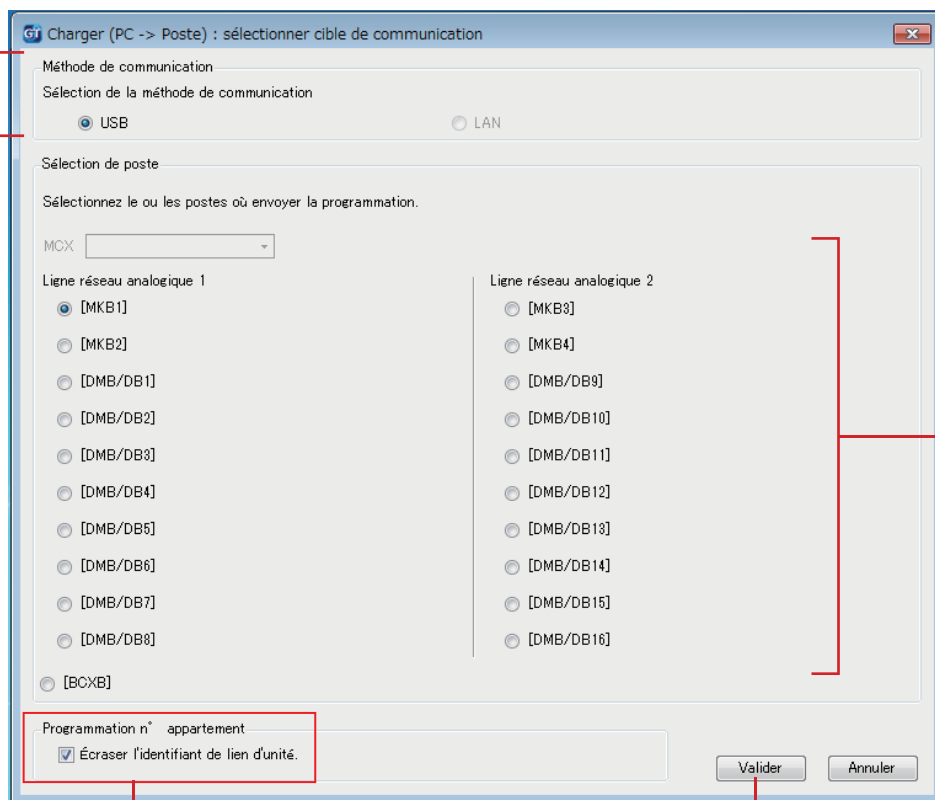 GT Charger (PC -> Poste) : sélectionner cible de communication
Méthode de communication
Sélection de la méthode de communication
USB
LAN
Sélection de poste
Sélectionnez le ou les postes où envoyer la programmation.
MCX
Ligne réseau analogique 1
[MKB1]
[MKB2]
[DMB/DB1]
[DMB/DB2]
[DMB/DB3]
[DMB/DB4]
[DMB/DB5]
[DMB/DB6]
[DMB/DB7]
[DMB/DB8]
Ligne réseau analogique 2
[MKB3]
[MKB4]
[DMB/DB9]
[DMB/DB10]
[DMB/DB11]
[DMB/DB12]
[DMB/DB13]
[DMB/DB14]
[DMB/DB15]
[DMB/DB16]
[BCXB]
Programmation n° appartement
Écraser l'identifiant de lien d'unité.
Valider
Annuler